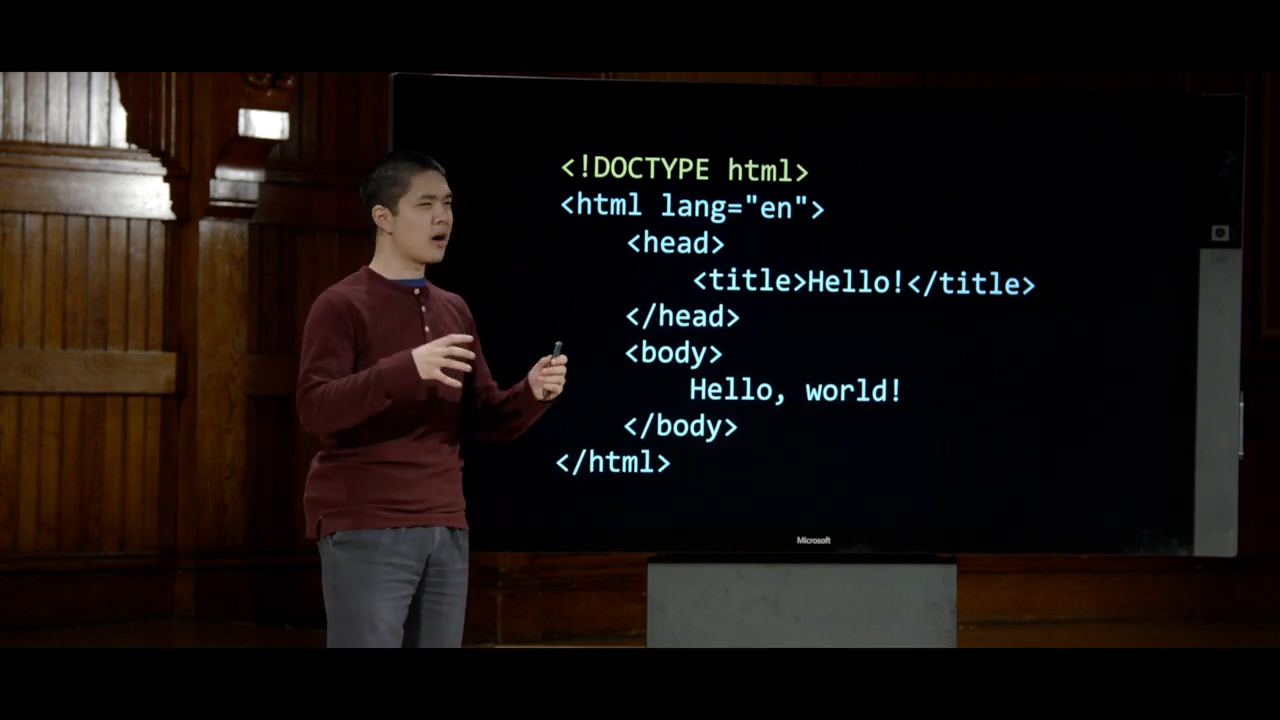 <!DOCTYPE html>
<html lang="en">
<head>
<title>Hello!</title>
</head>
<body>
Hello, world!
</body>
</html>
Microsoft